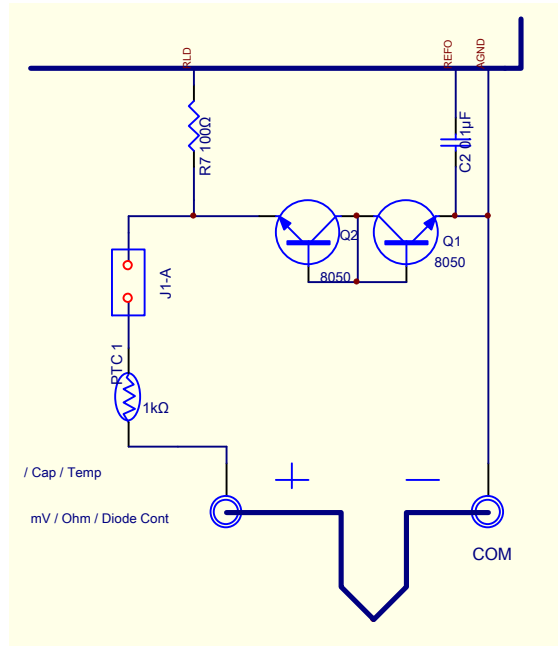 RLD
REFO
AGND
R7 100Ω
C2 0.1µF
Q2
Q1
8050
8050
J1-A
PTC 1
1kΩ
/ Cap / Temp
mV / Ohm / Diode Cont
COM